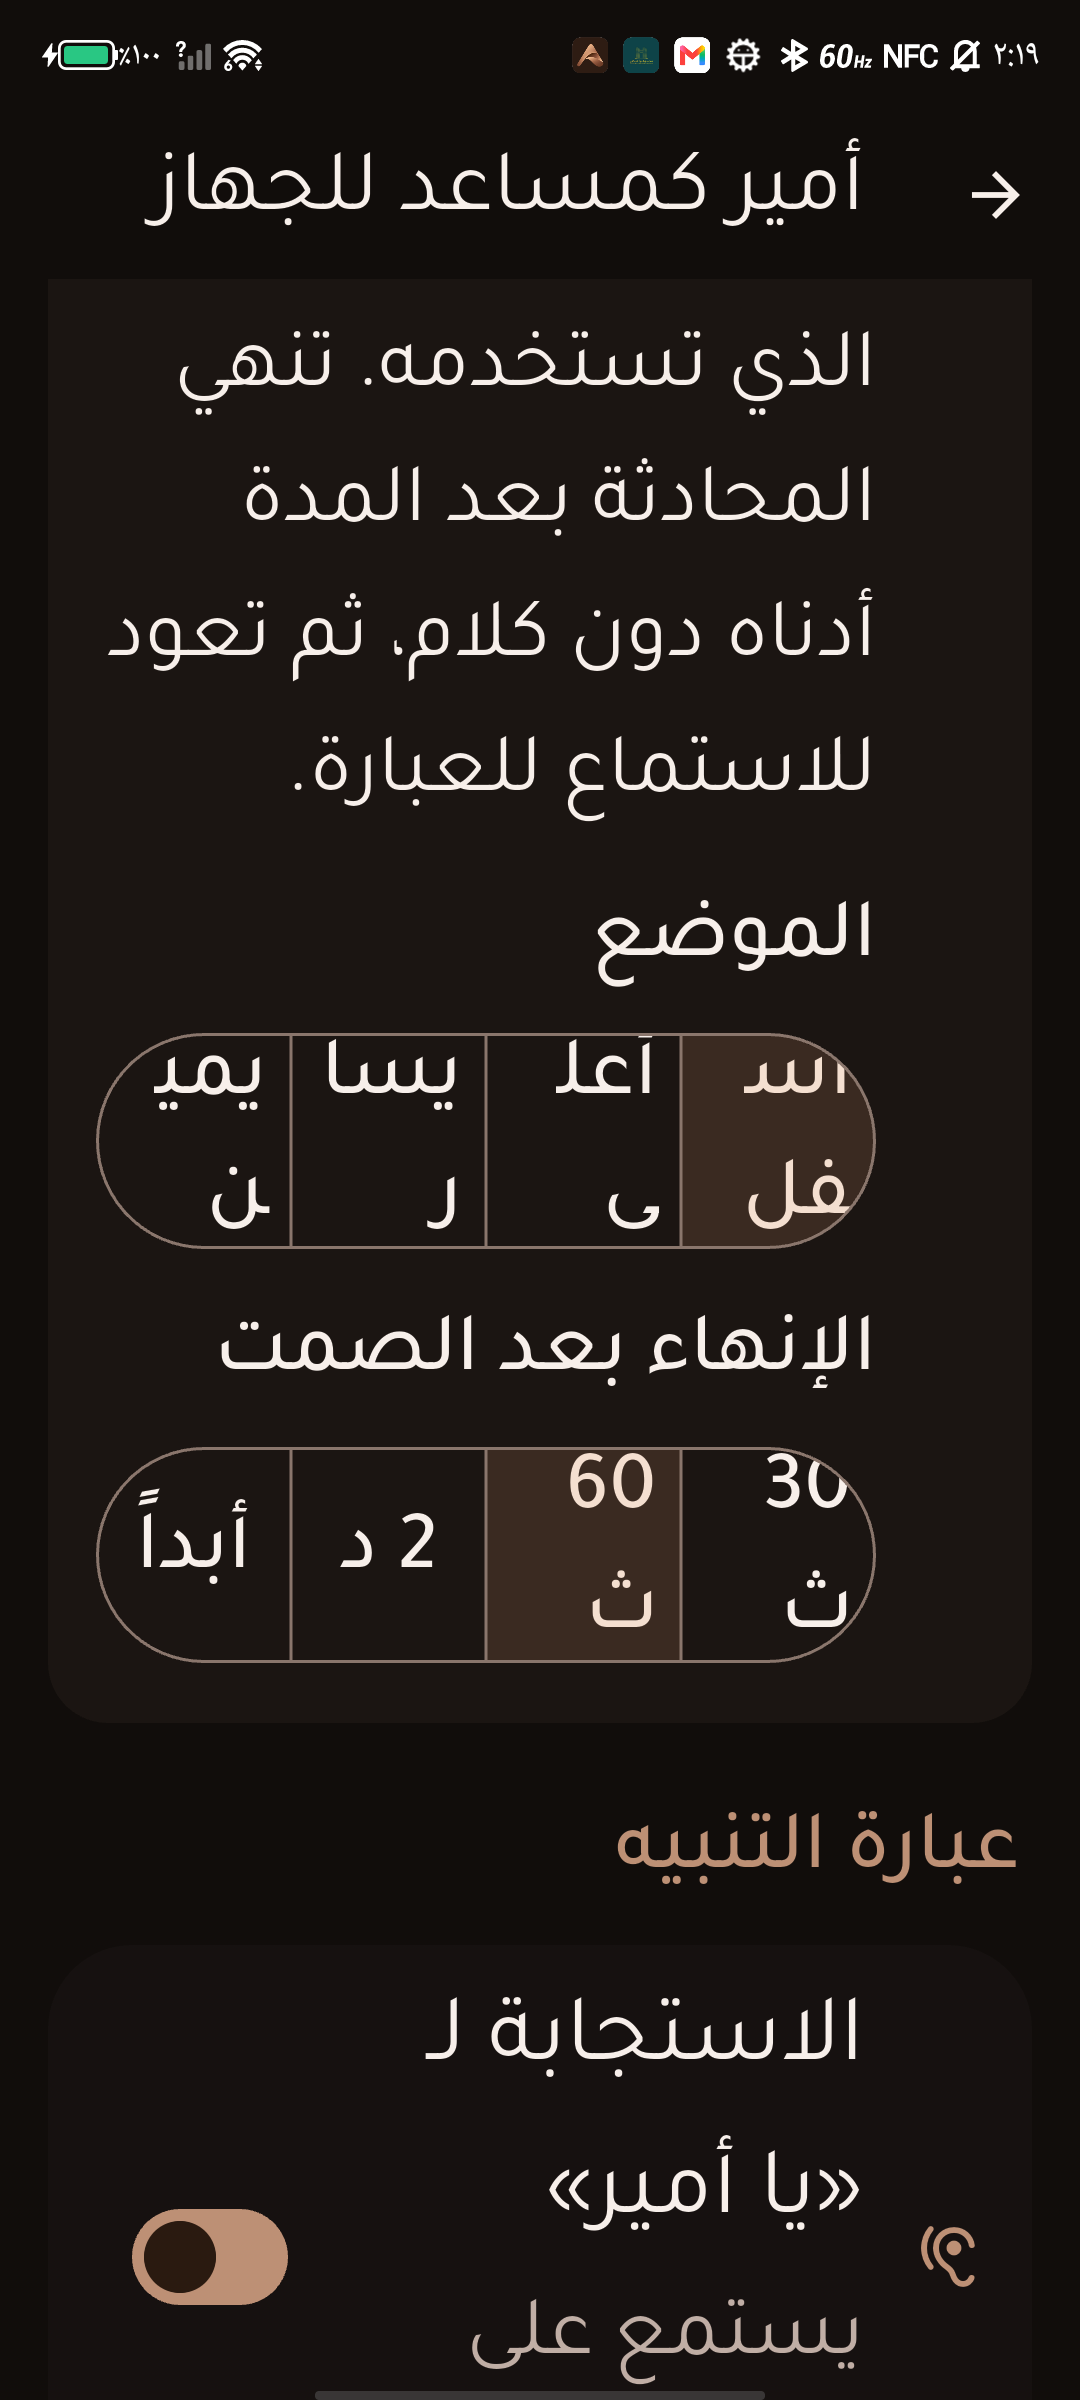 ٢:١٩ NFC 60Hz ٪١٠٠
أمير كمساعد للجهاز
الذي تستخدمه. تنهي
المحادثة بعد المدة
أدناه دون كلام، ثم تعود
للاستماع للعبارة.
الموضع
أسفل أعلى يسار يمين
الإنهاء بعد الصمت
30 ث 60 ث 2 د أبداً
عبارة التنبيه
الاستجابة لـ
«يا أمير»
يستمع على